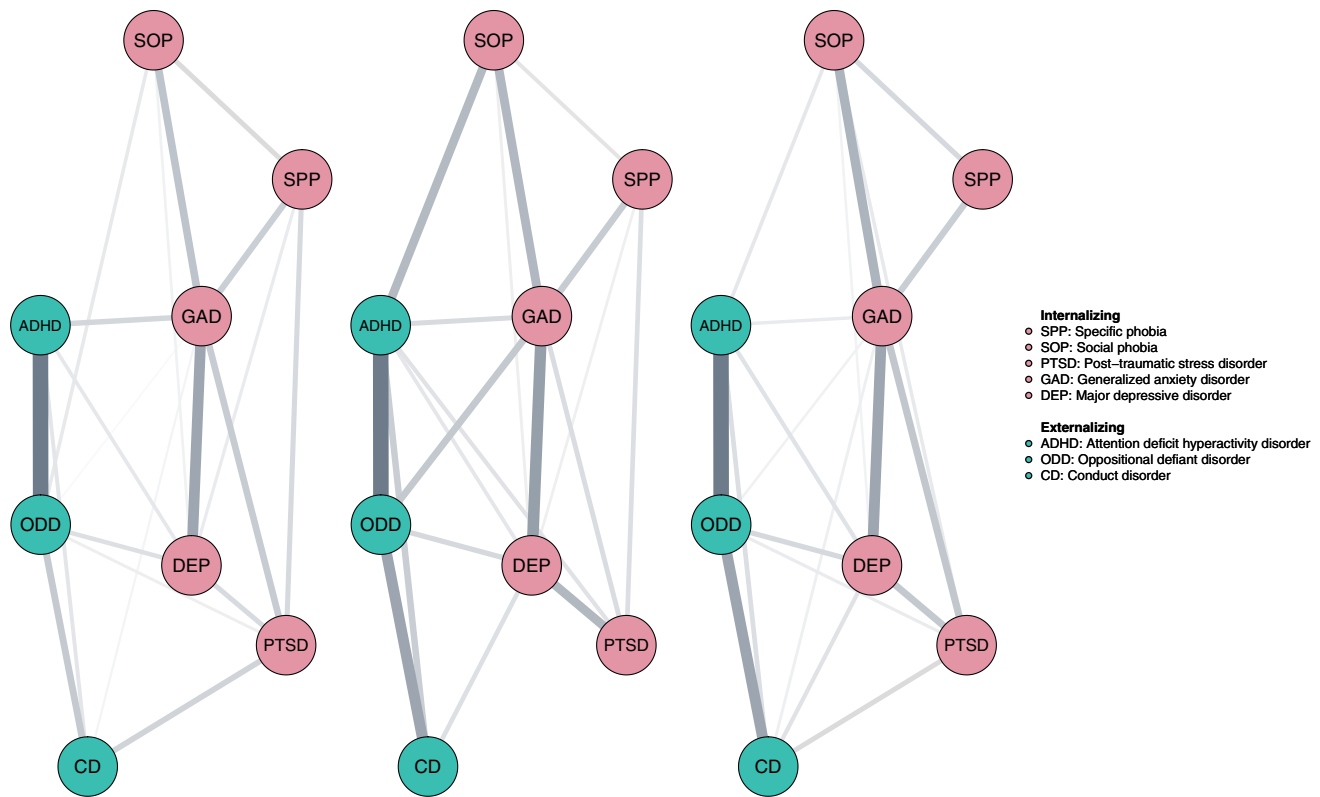 SOP
SPP
ADHD
GAD
ODD
DEP
PTSD
CD
SOP
SPP
ADHD
GAD
ODD
DEP
PTSD
CD
SOP
SPP
ADHD
GAD
ODD
DEP
PTSD
CD
Internalizing
SPP: Specific phobia
SOP: Social phobia
PTSD: Post−traumatic stress disorder
GAD: Generalized anxiety disorder
DEP: Major depressive disorder
Externalizing
ADHD: Attention deficit hyperactivity disorder
ODD: Oppositional defiant disorder
CD: Conduct disorder